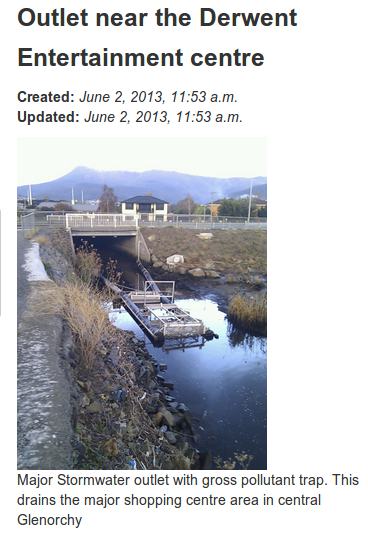 Outlet near the Derwent
Entertainment centre
Created: June 2, 2013, 11:53 a.m.
Updated: June 2, 2013, 11:53 a.m.
Major Stormwater outlet with gross pollutant trap. This
drains the major shopping centre area in central
Glenorchy